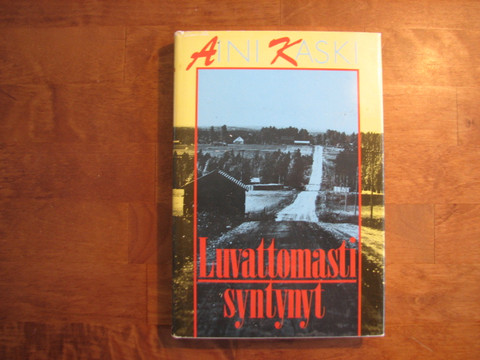 AINI KASKI
Luvattomasti
syntynyt